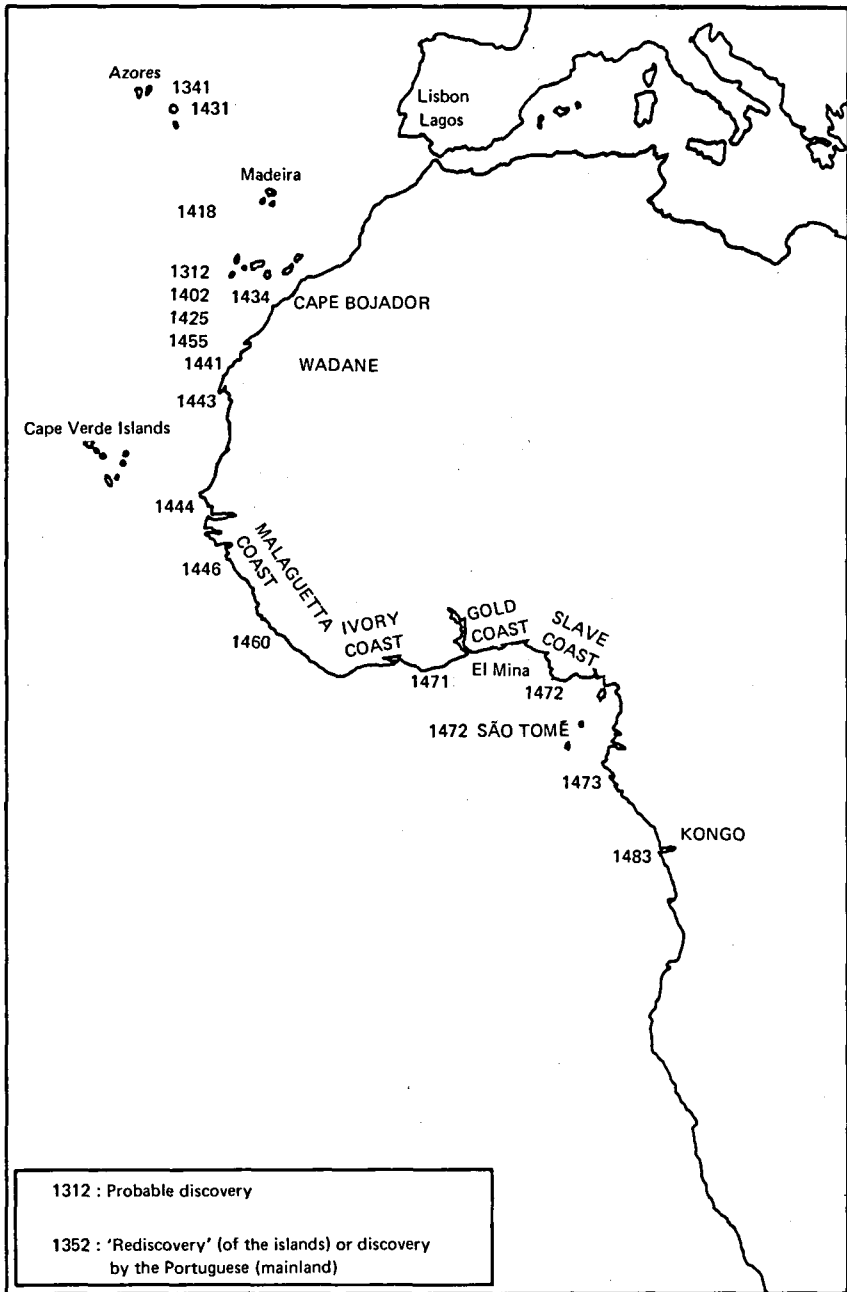 Azores
1341
1431
Lisbon
Lagos
Madeira
1418
1312
1402
1434
CAPE BOJADOR
1425
1455
1441
WADANE
1443
Cape Verde Islands
1444
MALAGUETTA
COAST
1446
1460
IVORY
COAST
GOLD
COAST
SLAVE
COAST
1471
El Mina
1472
1472 SÃO TOMÉ
1473
KONGO
1483
1312 : Probable discovery
1352 : 'Rediscovery' (of the islands) or discovery
by the Portuguese (mainland)